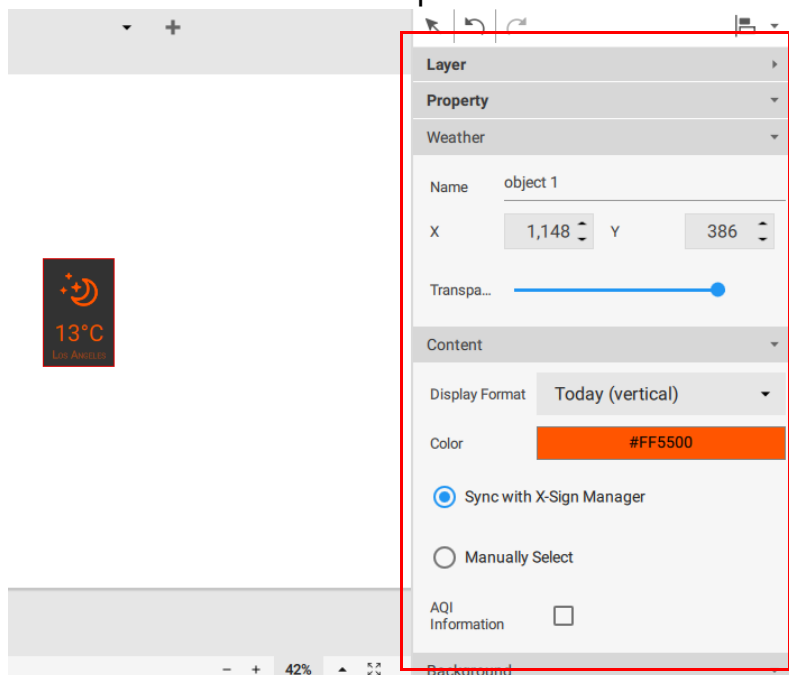 Layer
Property
Weather
Name object 1
X 1,148 Y 386
Transpa...
Content
Display Format Today (vertical)
Color #FF5500
Sync with X-Sign Manager
Manually Select
AQI
Information
Background
13°C
Los Angeles
- + 42%